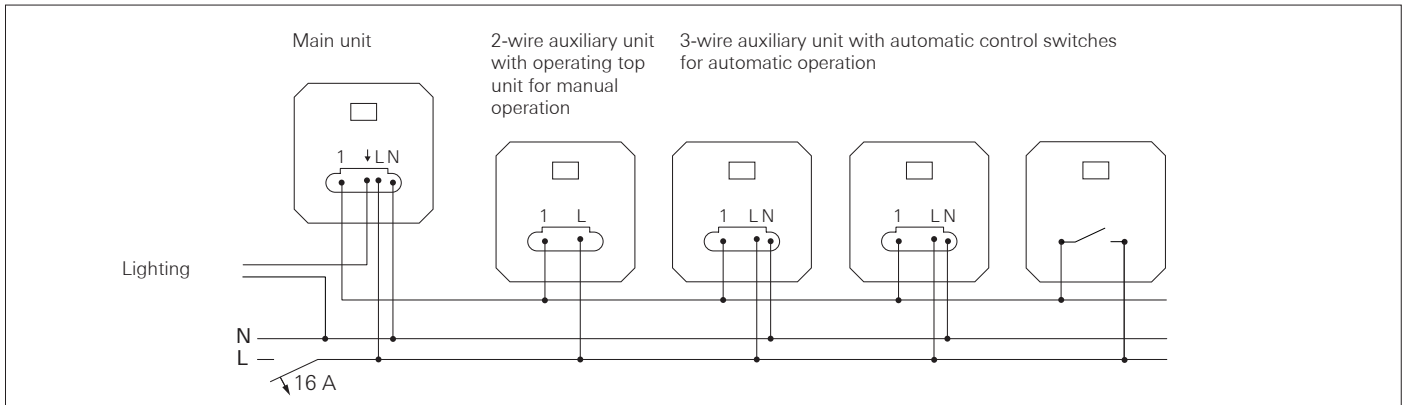 Main unit
2-wire auxiliary unit
with operating top
unit for manual
operation
3-wire auxiliary unit with automatic control switches
for automatic operation
1 ↓ L N
1 L
1 L N
1 L N
Lighting
N
L
16 A